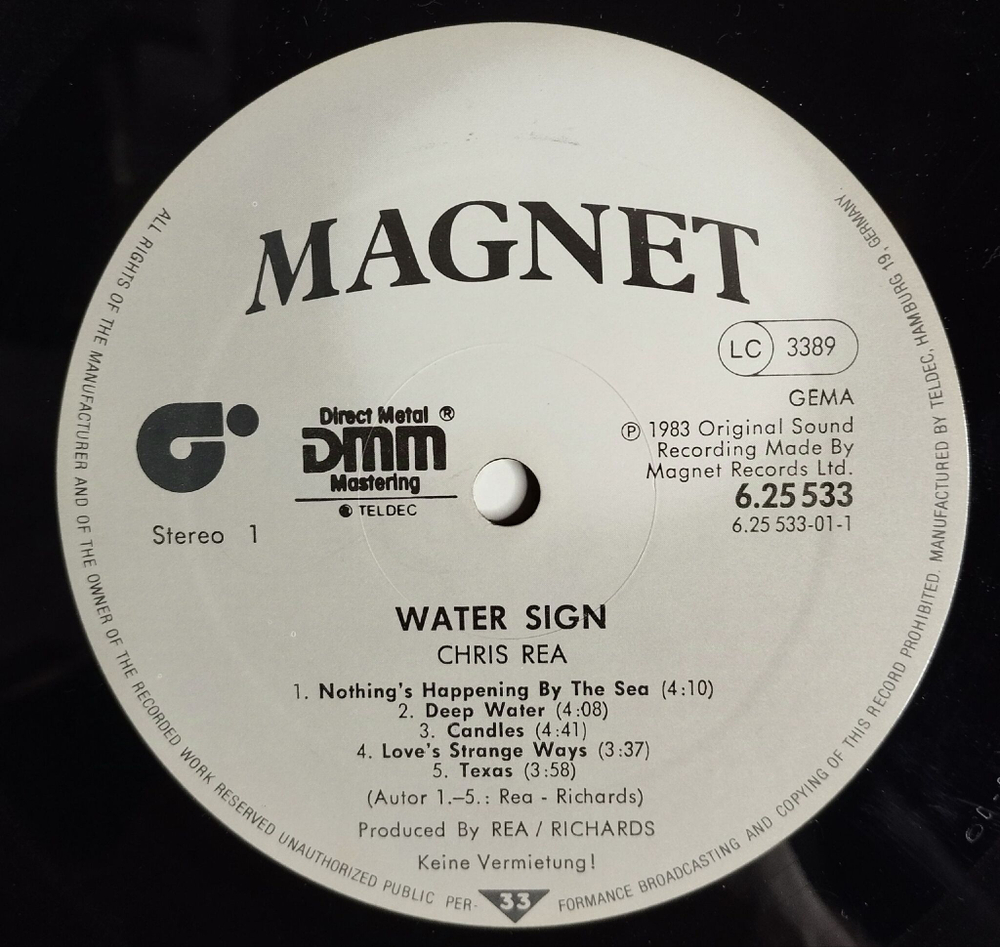 MAGNET
LC 3389
GEMA
Ⓟ 1983 Original Sound
Recording Made By
Magnet Records Ltd.
6.25 533
6.25 533-01-1
Direct Metal ®
DMM
Mastering
TELDEC
Stereo 1
WATER SIGN
CHRIS REA
1. Nothing's Happening By The Sea (4:10)
2. Deep Water (4:08)
3. Candles (4:41)
4. Love's Strange Ways (3:37)
5. Texas (3:58)
(Autor 1.–5.: Rea - Richards)
Produced By REA / RICHARDS
Keine Vermietung!
33
ALL RIGHTS OF THE MANUFACTURER AND OF THE OWNER OF THE RECORDED WORK RESERVED UNAUTHORIZED PUBLIC PER- FORMANCE BROADCASTING AND COPYING OF THIS RECORD PROHIBITED. MANUFACTURED BY TELDEC, HAMBURG 19, GERMANY